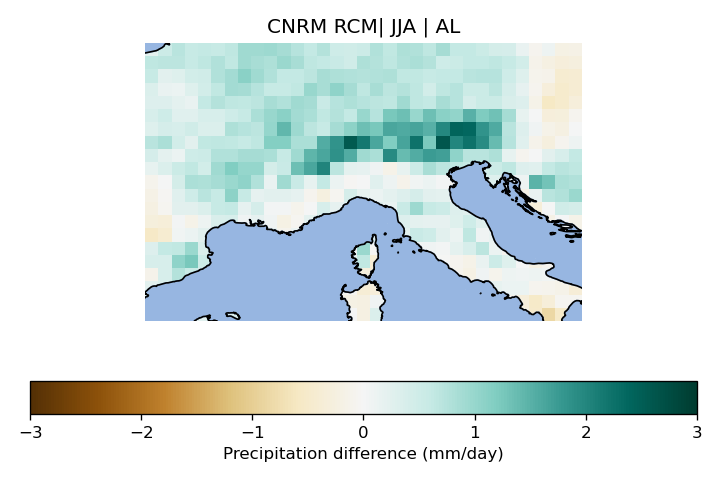 CNRM RCM| JJA | AL
−3 −2 −1 0 1 2 3
Precipitation difference (mm/day)